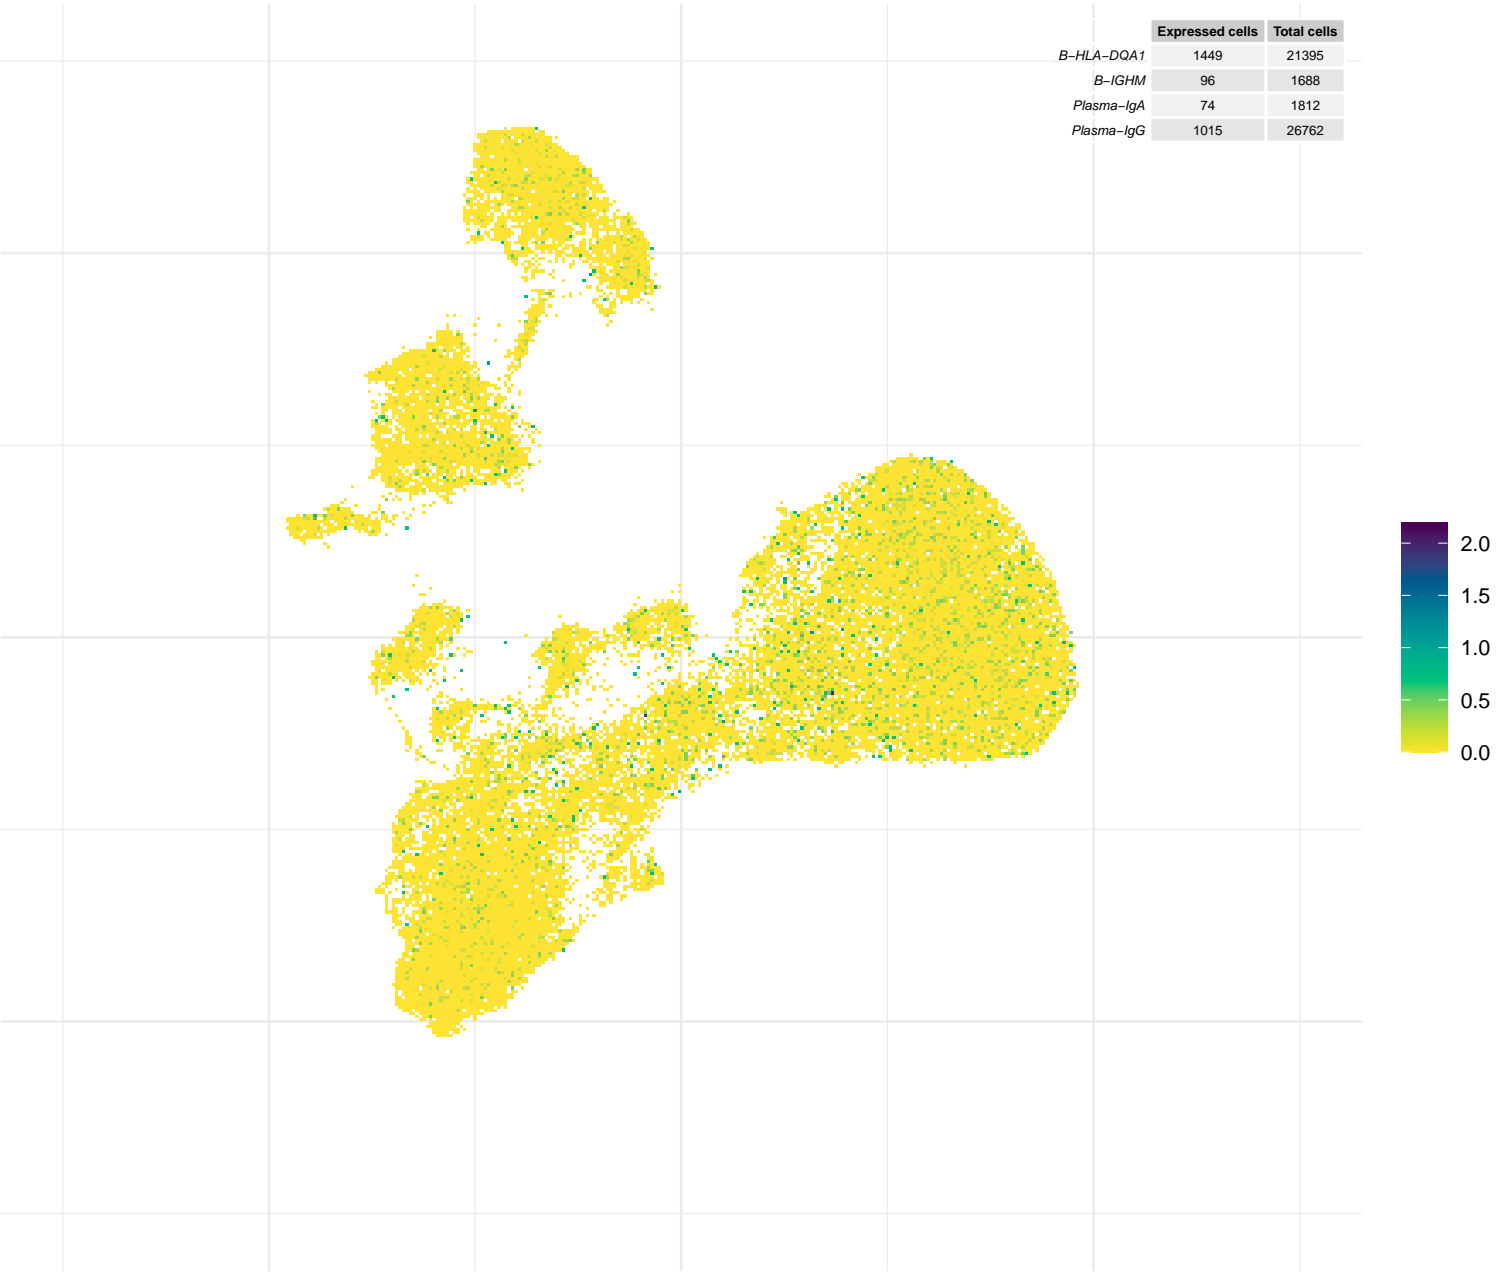 Expressed cells Total cells
B−HLA−DQA1 1449 21395
B−IGHM 96 1688
Plasma−IgA 74 1812
Plasma−IgG 1015 26762
2.0
1.5
1.0
0.5
0.0